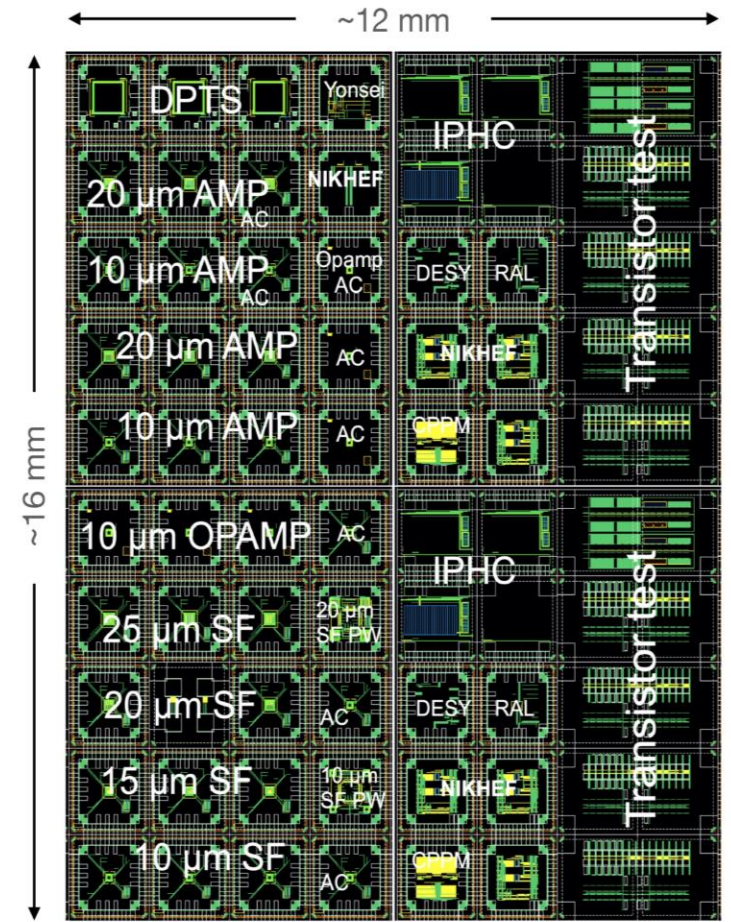 ~12 mm
~16 mm
DPTS
Yonsei
IPHC
Transistor test
20 µm AMP
AC
NIKHEF
10 µm AMP
AC
Opamp
AC
DESY
RAL
20 µm AMP
AC
NIKHEF
10 µm AMP
AC
CPPM
10 µm OPAMP
AC
IPHC
Transistor test
25 µm SF
20 µm
SF PW
20 µm SF
AC
DESY
RAL
15 µm SF
10 µm
SF PW
NIKHEF
10 µm SF
AC
CPPM